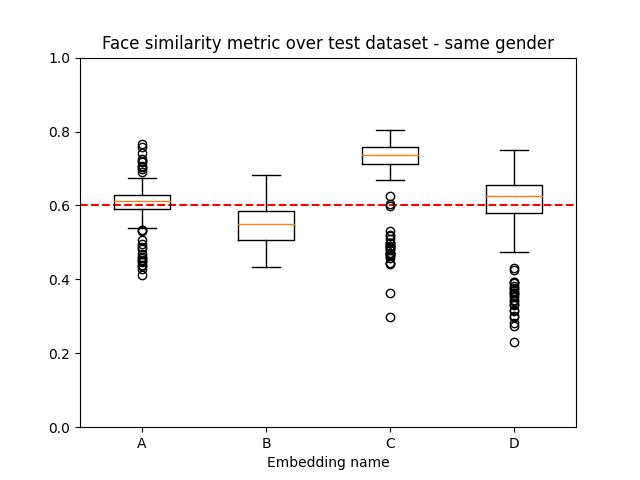 Face similarity metric over test dataset - same gender
1.0
0.8
0.6
0.4
0.2
0.0
A B C D
Embedding name